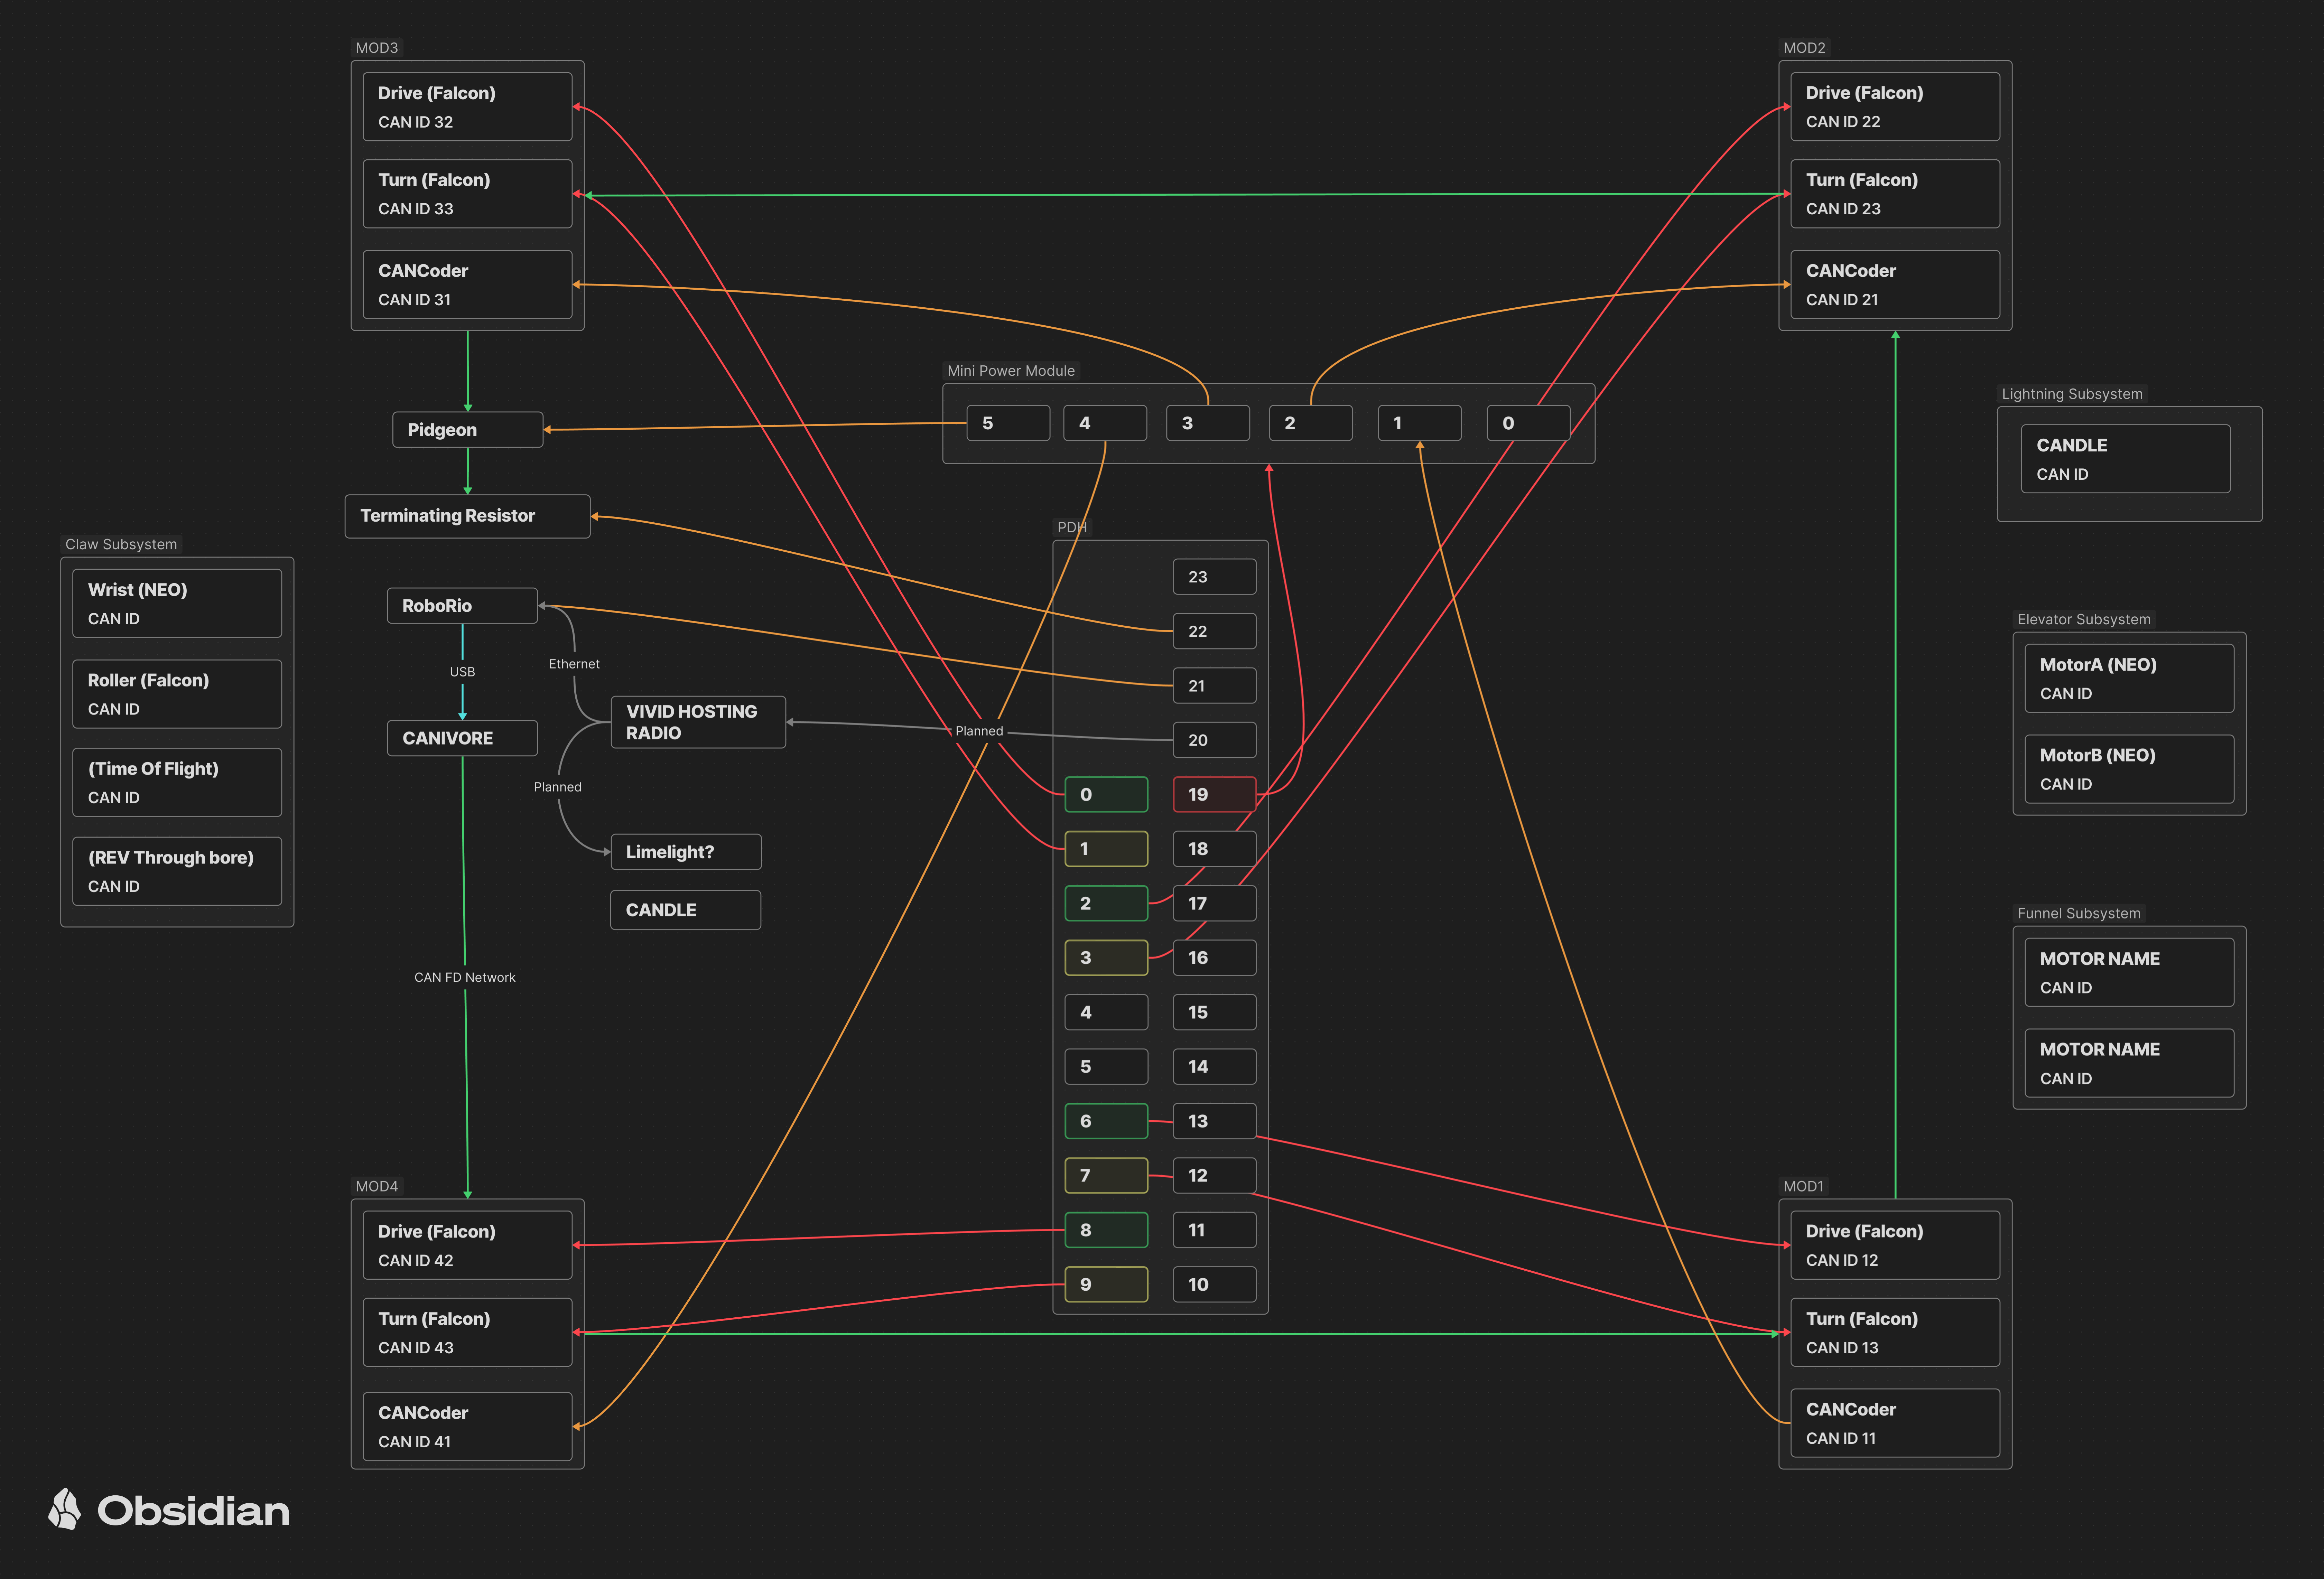 MOD3
Drive (Falcon)
CAN ID 32
Turn (Falcon)
CAN ID 33
CANCoder
CAN ID 31
MOD2
Drive (Falcon)
CAN ID 22
Turn (Falcon)
CAN ID 23
CANCoder
CAN ID 21
Mini Power Module
5
4
3
2
1
0
Pidgeon
Terminating Resistor
Lightning Subsystem
CANDLE
CAN ID
Claw Subsystem
Wrist (NEO)
CAN ID
Roller (Falcon)
CAN ID
(Time Of Flight)
CAN ID
(REV Through bore)
CAN ID
RoboRio
USB
Ethernet
CANIVORE
VIVID HOSTING
RADIO
Planned
Planned
Limelight?
CANDLE
CAN FD Network
PDH
23
22
21
20
0
19
1
18
2
17
3
16
4
15
5
14
6
13
7
12
8
11
9
10
Elevator Subsystem
MotorA (NEO)
CAN ID
MotorB (NEO)
CAN ID
Funnel Subsystem
MOTOR NAME
CAN ID
MOTOR NAME
CAN ID
MOD4
Drive (Falcon)
CAN ID 42
Turn (Falcon)
CAN ID 43
CANCoder
CAN ID 41
MOD1
Drive (Falcon)
CAN ID 12
Turn (Falcon)
CAN ID 13
CANCoder
CAN ID 11
Obsidian